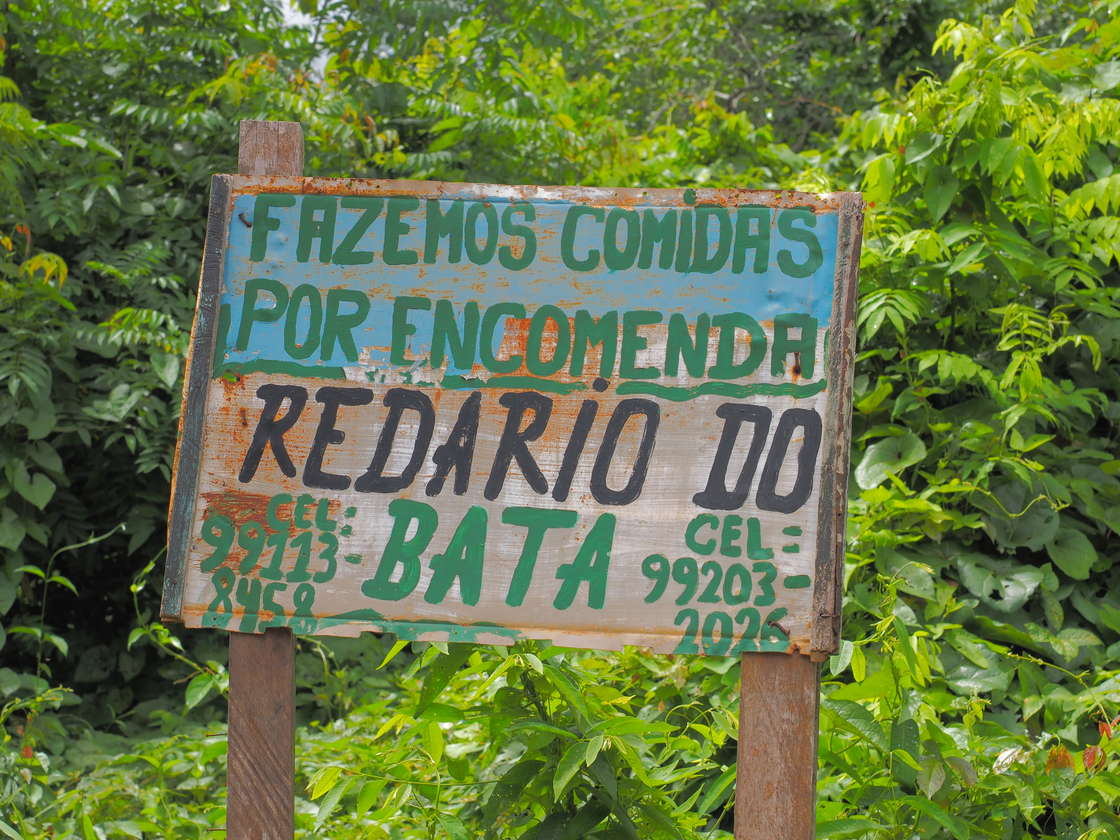 FAZEMOS COMiDAS
POR ENCOMENDA
REDARiO DO
BATA
CEL:
99113-
8458
CEL=
99203-
2026